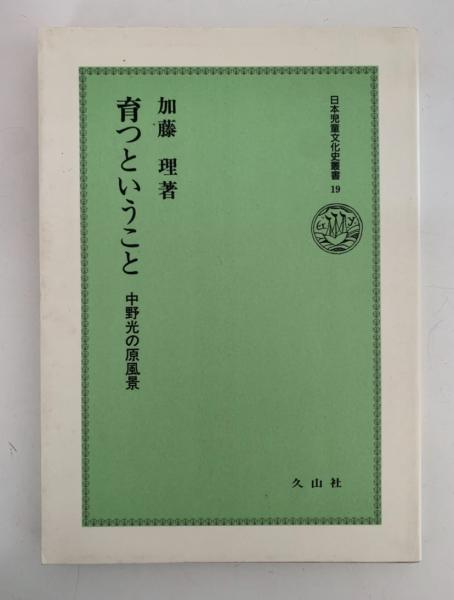 日本児童文化史叢書 19
加藤 理著
育つということ
中野光の原風景
久山社